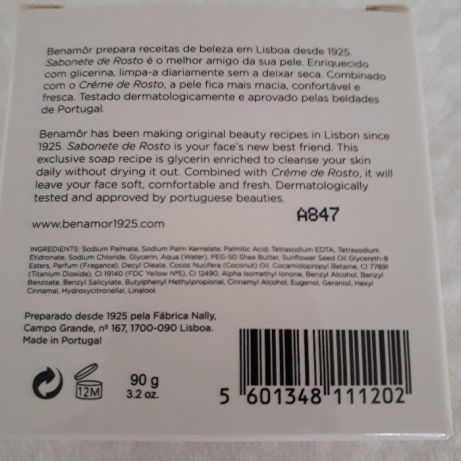 Benamôr prepara receitas de beleza em Lisboa desde 1925.
Sabonete de Rosto é o melhor amigo da sua pele. Enriquecido
com glicerina, limpa-a diariamente sem a deixar seca. Combinado
com o Créme de Rosto, a pele fica mais macia, confortável e
fresca. Testado dermatologicamente e aprovado pelas beldades
de Portugal.
Benamôr has been making original beauty recipes in Lisbon since
1925. Sabonete de Rosto is your face's new best friend. This
exclusive soap recipe is glycerin enriched to cleanse your skin
daily without drying it out. Combined with Créme de Rosto, it will
leave your face soft, comfortable and fresh. Dermatologically
tested and approved by portuguese beauties.
A847
www.benamor1925.com
INGREDIENTS: Sodium Palmate, Sodium Palm Kernelate, Palmitic Acid, Tetrasodium EDTA, Tetrasodium
Etidronate, Sodium Chloride, Glycerin, Aqua (Water), PEG-50 Shea Butter, Sunflower Seed Oil Glycereth-8
Esters, Parfum (Fragance), Decyl Oleate, Cocos Nucifera (Coconut) Oil, Cocamidopropyl Betaine, CI 77891
(Titanium Dioxide), CI 19140 (FDC Yellow Nº5), CI 12490, Alpha Isomethyl Ionone, Benzyl Alcohol, Benzyl
Benzoate, Benzyl Salicylate, Butylphenyl Methylpropional, Cinnamyl Alcohol, Eugenol, Geraniol, Hexyl
Cinnamal, Hydroxycitronellal, Linalool.
Preparado desde 1925 pela Fábrica Nally,
Campo Grande, nº 167, 1700-090 Lisboa.
Made in Portugal
12M
90 g
3.2 oz.
5 601348 111202